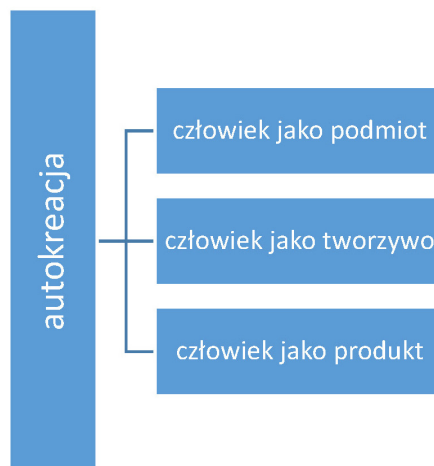 autokreacja
człowiek jako podmiot
człowiek jako tworzywo
człowiek jako produkt